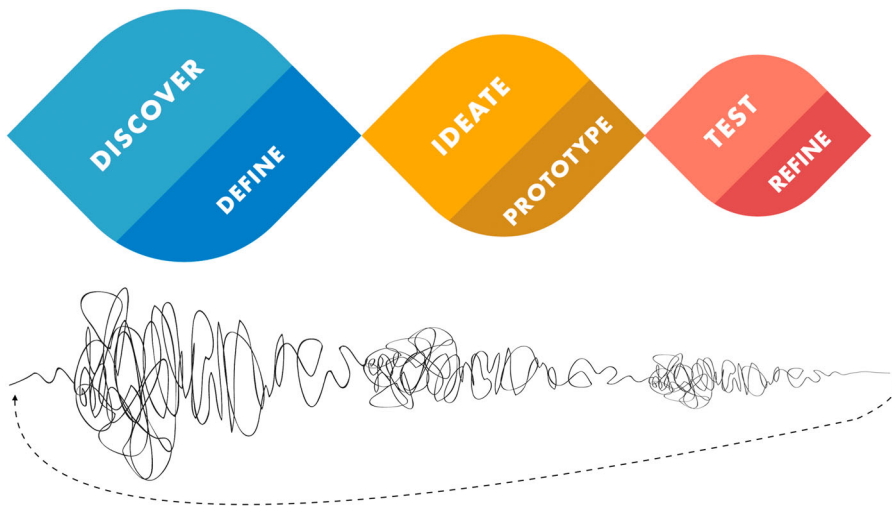 DISCOVER
DEFINE
IDEATE
PROTOTYPE
TEST
REFINE